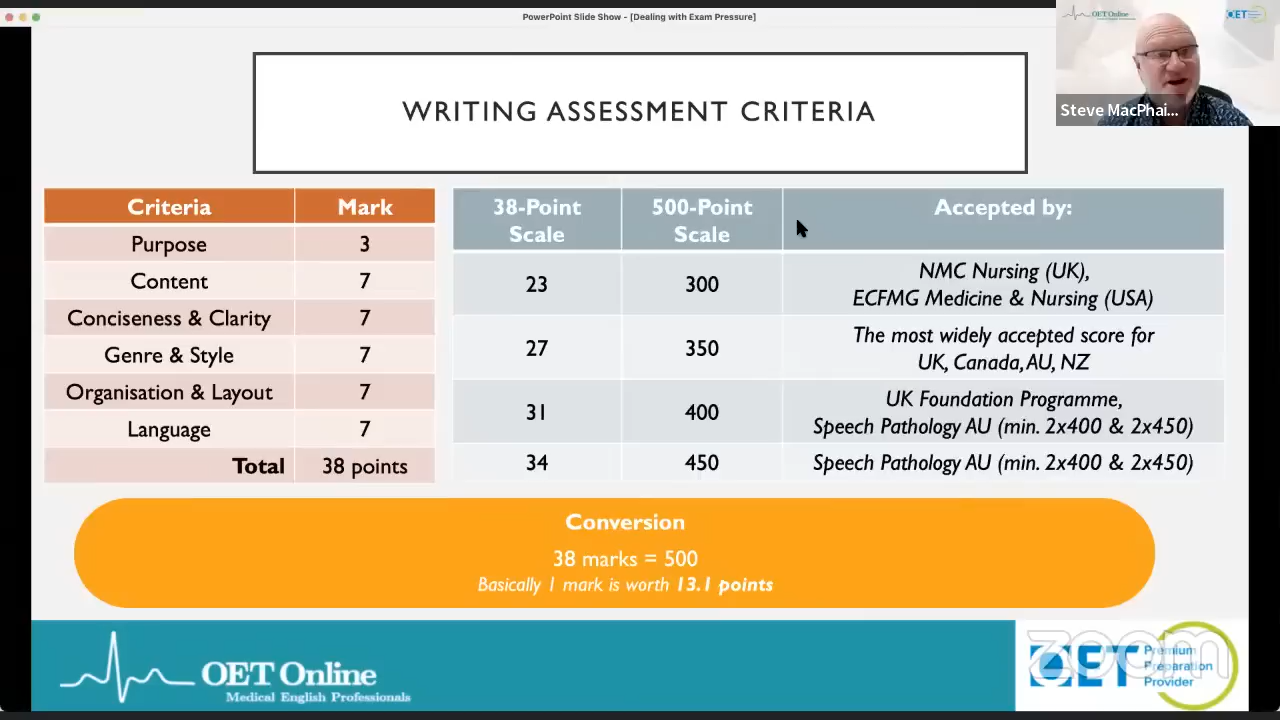 PowerPoint Slide Show - [Dealing with Exam Pressure]
OET Online
OET
Steve MacPhai...
WRITING ASSESSMENT CRITERIA
Criteria Mark
Purpose 3
Content 7
Conciseness & Clarity 7
Genre & Style 7
Organisation & Layout 7
Language 7
Total 38 points
38-Point Scale 500-Point Scale Accepted by:
23 300 NMC Nursing (UK),
ECFMG Medicine & Nursing (USA)
27 350 The most widely accepted score for
UK, Canada, AU, NZ
31 400 UK Foundation Programme,
Speech Pathology AU (min. 2x400 & 2x450)
34 450 Speech Pathology AU (min. 2x400 & 2x450)
Conversion
38 marks = 500
Basically 1 mark is worth 13.1 points
OET Online
Medical English Professionals
zoom
OET
Premium
Preparation
Provider